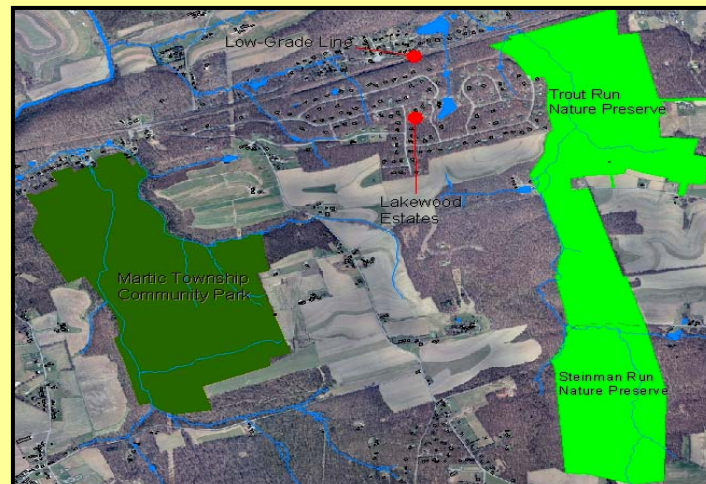 Low-Grade Line
Trout Run
Nature Preserve
Lakewood
Estates
Martic Township
Community Park
Steinman Run
Nature Preserve